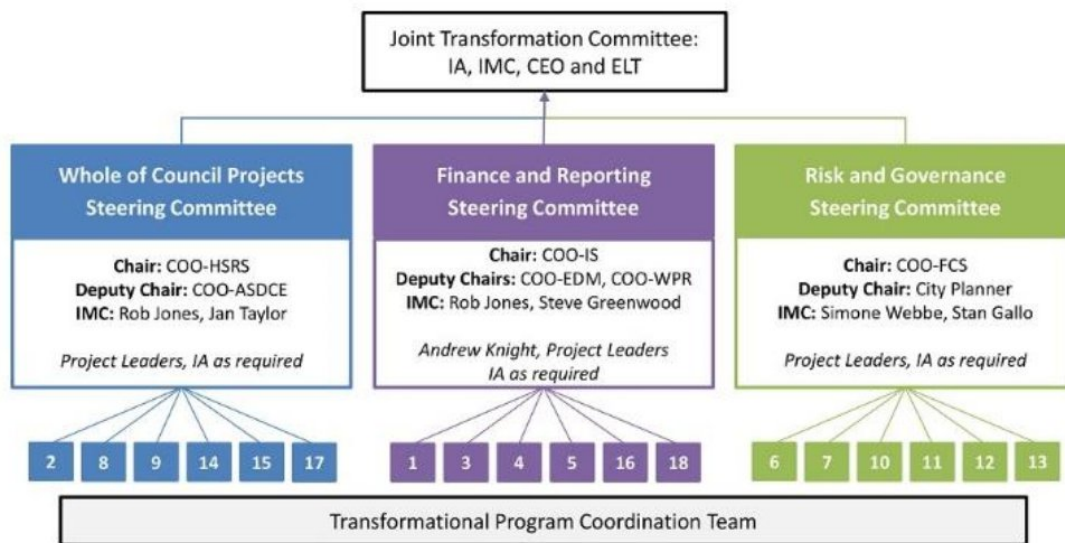 Joint Transformation Committee:
IA, IMC, CEO and ELT
Whole of Council Projects
Steering Committee
Chair: COO-HSRS
Deputy Chair: COO-ASDCE
IMC: Rob Jones, Jan Taylor
Project Leaders, IA as required
Finance and Reporting
Steering Committee
Chair: COO-IS
Deputy Chairs: COO-EDM, COO-WPR
IMC: Rob Jones, Steve Greenwood
Andrew Knight, Project Leaders
IA as required
Risk and Governance
Steering Committee
Chair: COO-FCS
Deputy Chair: City Planner
IMC: Simone Webbe, Stan Gallo
Project Leaders, IA as required
2 8 9 14 15 17
1 3 4 5 16 18
6 7 10 11 12 13
Transformational Program Coordination Team